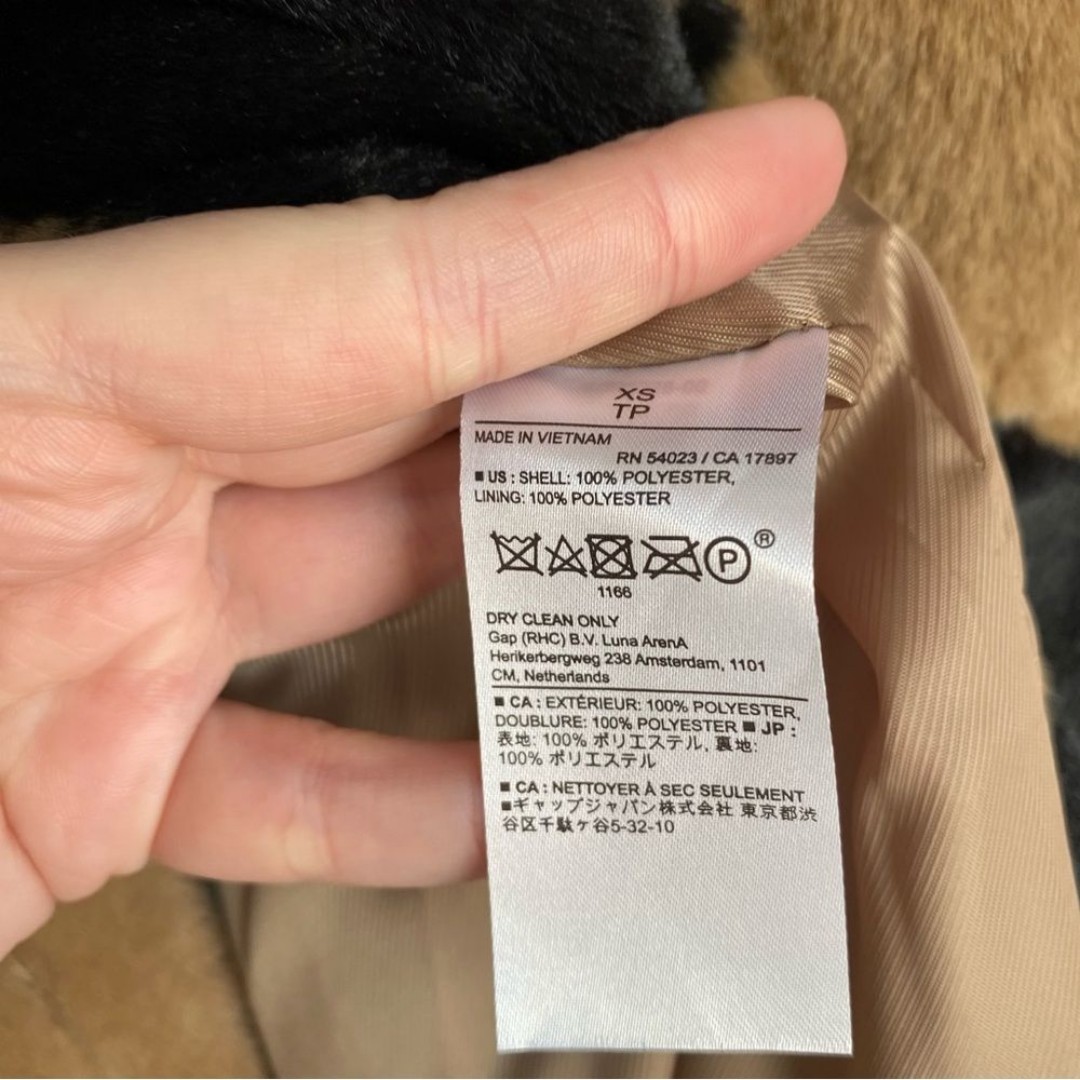 XS
TP
MADE IN VIETNAM
RN 54023 / CA 17897
■ US : SHELL: 100% POLYESTER,
LINING: 100% POLYESTER
P ®
1166
DRY CLEAN ONLY
Gap (RHC) B.V. Luna ArenA
Herikerbergweg 238 Amsterdam, 1101
CM, Netherlands
■ CA : EXTÉRIEUR: 100% POLYESTER,
DOUBLURE: 100% POLYESTER ■ JP :
表地: 100% ポリエステル, 裏地:
100% ポリエステル
■ CA : NETTOYER À SEC SEULEMENT
■ギャップジャパン株式会社 東京都渋
谷区千駄ヶ谷5-32-10